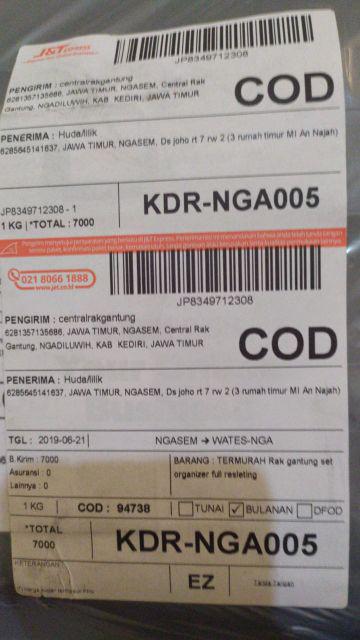 J&T EXPRESS
JP8349712308
PENGIRIM : centralrakgantung
6281357135686, JAWA TIMUR, NGASEM, Central Rak
Gantung, NGADILUWIH, KAB KEDIRI, JAWA TIMUR
COD
PENERIMA : Huda/lilik
6285645141637, JAWA TIMUR, NGASEM, Ds joho rt 7 rw 2 (3 rumah timur MI An Najah)
JP8349712308 - 1
1 KG | *TOTAL : 7000
KDR-NGA005
021 8066 1888
www.jet.co.id
JP8349712308
PENGIRIM : centralrakgantung
6281357135686, JAWA TIMUR, NGASEM, Central Rak
Gantung, NGADILUWIH, KAB KEDIRI, JAWA TIMUR
COD
PENERIMA : Huda/lilik
6285645141637, JAWA TIMUR, NGASEM, Ds joho rt 7 rw 2 (3 rumah timur MI An Najah)
TGL : 2019-06-21
NGASEM → WATES-NGA
B.Kirim : 7000
Asuransi : 0
Lainnya : 0
BARANG : TERMURAH Rak gantung set
organizer full resleting
1 KG
COD : 94738
TUNAI BULANAN DFOD
*TOTAL
7000
KDR-NGA005
KETERANGAN
EZ
Tanda Tangan